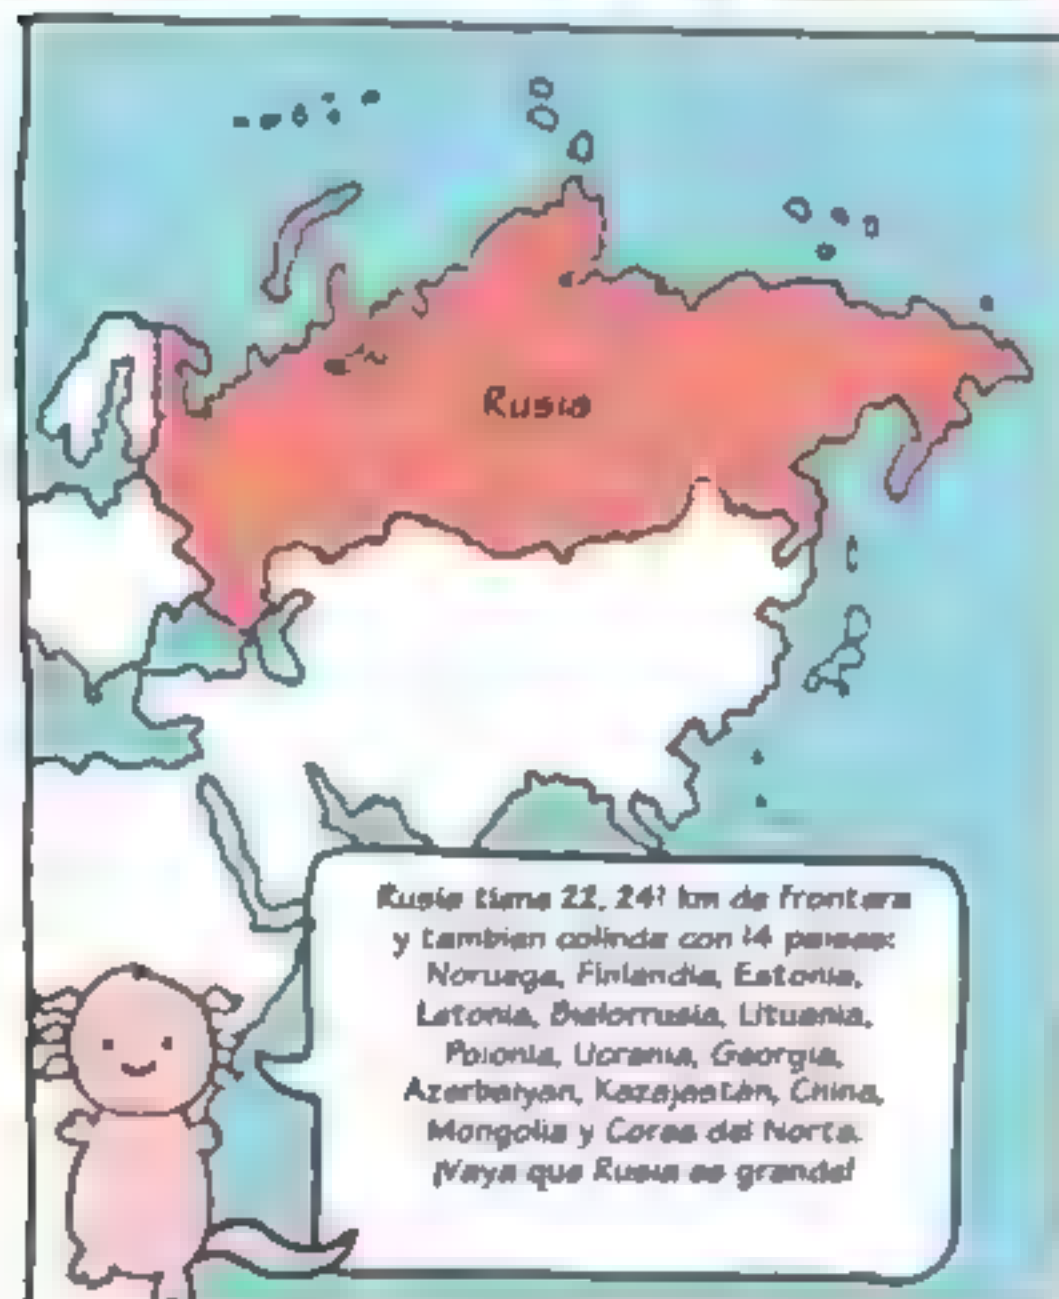 Rusia
Rusia tiene 22, 241 km de frontera
y tambien colinda con 14 paises:
Noruega, Finlandia, Estonia,
Letonia, Bielorrusia, Lituania,
Polonia, Ucrania, Georgia,
Azerbaiyan, Kazajastán, China,
Mongolia y Corea del Norte.
¡Vaya que Rusia es grande!